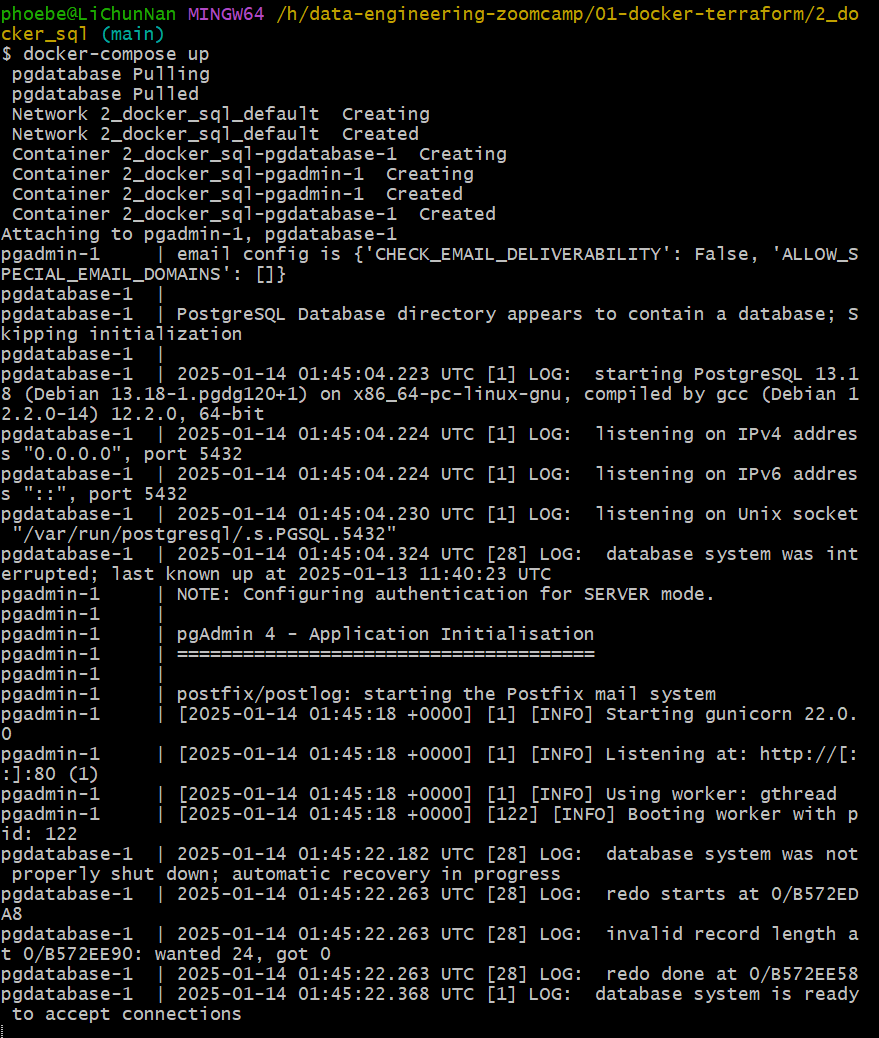 phoebe@LiChunNan MINGW64 /h/data-engineering-zoomcamp/01-docker-terraform/2_do
cker_sql (main)
$ docker-compose up
 pgdatabase Pulling
 pgdatabase Pulled
 Network 2_docker_sql_default  Creating
 Network 2_docker_sql_default  Created
 Container 2_docker_sql-pgdatabase-1  Creating
 Container 2_docker_sql-pgadmin-1  Creating
 Container 2_docker_sql-pgadmin-1  Created
 Container 2_docker_sql-pgdatabase-1  Created
Attaching to pgadmin-1, pgdatabase-1
pgadmin-1     | email config is {'CHECK_EMAIL_DELIVERABILITY': False, 'ALLOW_S
PECIAL_EMAIL_DOMAINS': []}
pgdatabase-1  |
pgdatabase-1  | PostgreSQL Database directory appears to contain a database; S
kipping initialization
pgdatabase-1  |
pgdatabase-1  | 2025-01-14 01:45:04.223 UTC [1] LOG:  starting PostgreSQL 13.1
8 (Debian 13.18-1.pgdg120+1) on x86_64-pc-linux-gnu, compiled by gcc (Debian 1
2.2.0-14) 12.2.0, 64-bit
pgdatabase-1  | 2025-01-14 01:45:04.224 UTC [1] LOG:  listening on IPv4 addres
s "0.0.0.0", port 5432
pgdatabase-1  | 2025-01-14 01:45:04.224 UTC [1] LOG:  listening on IPv6 addres
s "::", port 5432
pgdatabase-1  | 2025-01-14 01:45:04.230 UTC [1] LOG:  listening on Unix socket
 "/var/run/postgresql/.s.PGSQL.5432"
pgdatabase-1  | 2025-01-14 01:45:04.324 UTC [28] LOG:  database system was int
errupted; last known up at 2025-01-13 11:40:23 UTC
pgadmin-1     | NOTE: Configuring authentication for SERVER mode.
pgadmin-1     |
pgadmin-1     | pgAdmin 4 - Application Initialisation
pgadmin-1     | ======================================
pgadmin-1     |
pgadmin-1     | postfix/postlog: starting the Postfix mail system
pgadmin-1     | [2025-01-14 01:45:18 +0000] [1] [INFO] Starting gunicorn 22.0.
0
pgadmin-1     | [2025-01-14 01:45:18 +0000] [1] [INFO] Listening at: http://[:
:]:80 (1)
pgadmin-1     | [2025-01-14 01:45:18 +0000] [1] [INFO] Using worker: gthread
pgadmin-1     | [2025-01-14 01:45:18 +0000] [122] [INFO] Booting worker with p
id: 122
pgdatabase-1  | 2025-01-14 01:45:22.182 UTC [28] LOG:  database system was not
 properly shut down; automatic recovery in progress
pgdatabase-1  | 2025-01-14 01:45:22.263 UTC [28] LOG:  redo starts at 0/B572ED
A8
pgdatabase-1  | 2025-01-14 01:45:22.263 UTC [28] LOG:  invalid record length a
t 0/B572EE90: wanted 24, got 0
pgdatabase-1  | 2025-01-14 01:45:22.263 UTC [28] LOG:  redo done at 0/B572EE58
pgdatabase-1  | 2025-01-14 01:45:22.368 UTC [1] LOG:  database system is ready
 to accept connections